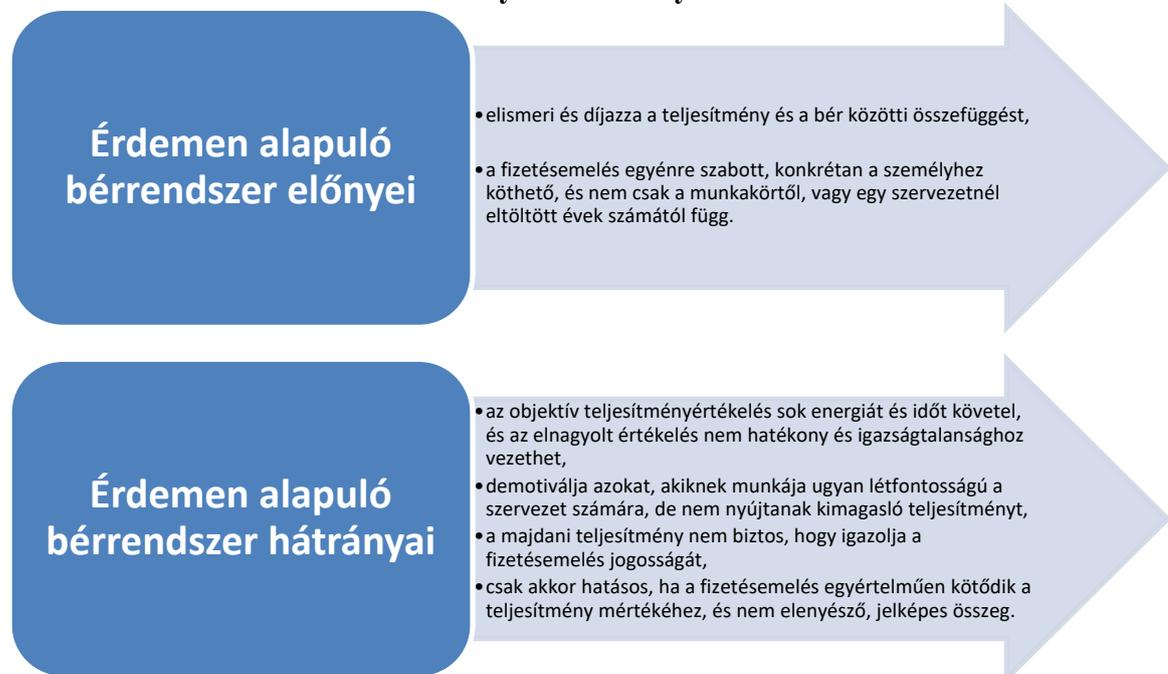 Érdemen alapuló
bérrendszer előnyei
•elismeri és díjazza a teljesítmény és a bér közötti összefüggést,
•a fizetésemelés egyénre szabott, konkrétan a személyhez
köthető, és nem csak a munkakörtől, vagy egy szervezetnél
eltöltött évek számától függ.
Érdemen alapuló
bérrendszer hátrányai
•az objektív teljesítményértékelés sok energiát és időt követel,
és az elnagyolt értékelés nem hatékony és igazságtalansághoz
vezethet,
•demotiválja azokat, akiknek munkája ugyan létfontosságú a
szervezet számára, de nem nyújtanak kimagasló teljesítményt,
•a majdani teljesítmény nem biztos, hogy igazolja a
fizetésemelés jogosságát,
•csak akkor hatásos, ha a fizetésemelés egyértelműen kötődik a
teljesítmény mértékéhez, és nem elenyésző, jelképes összeg.